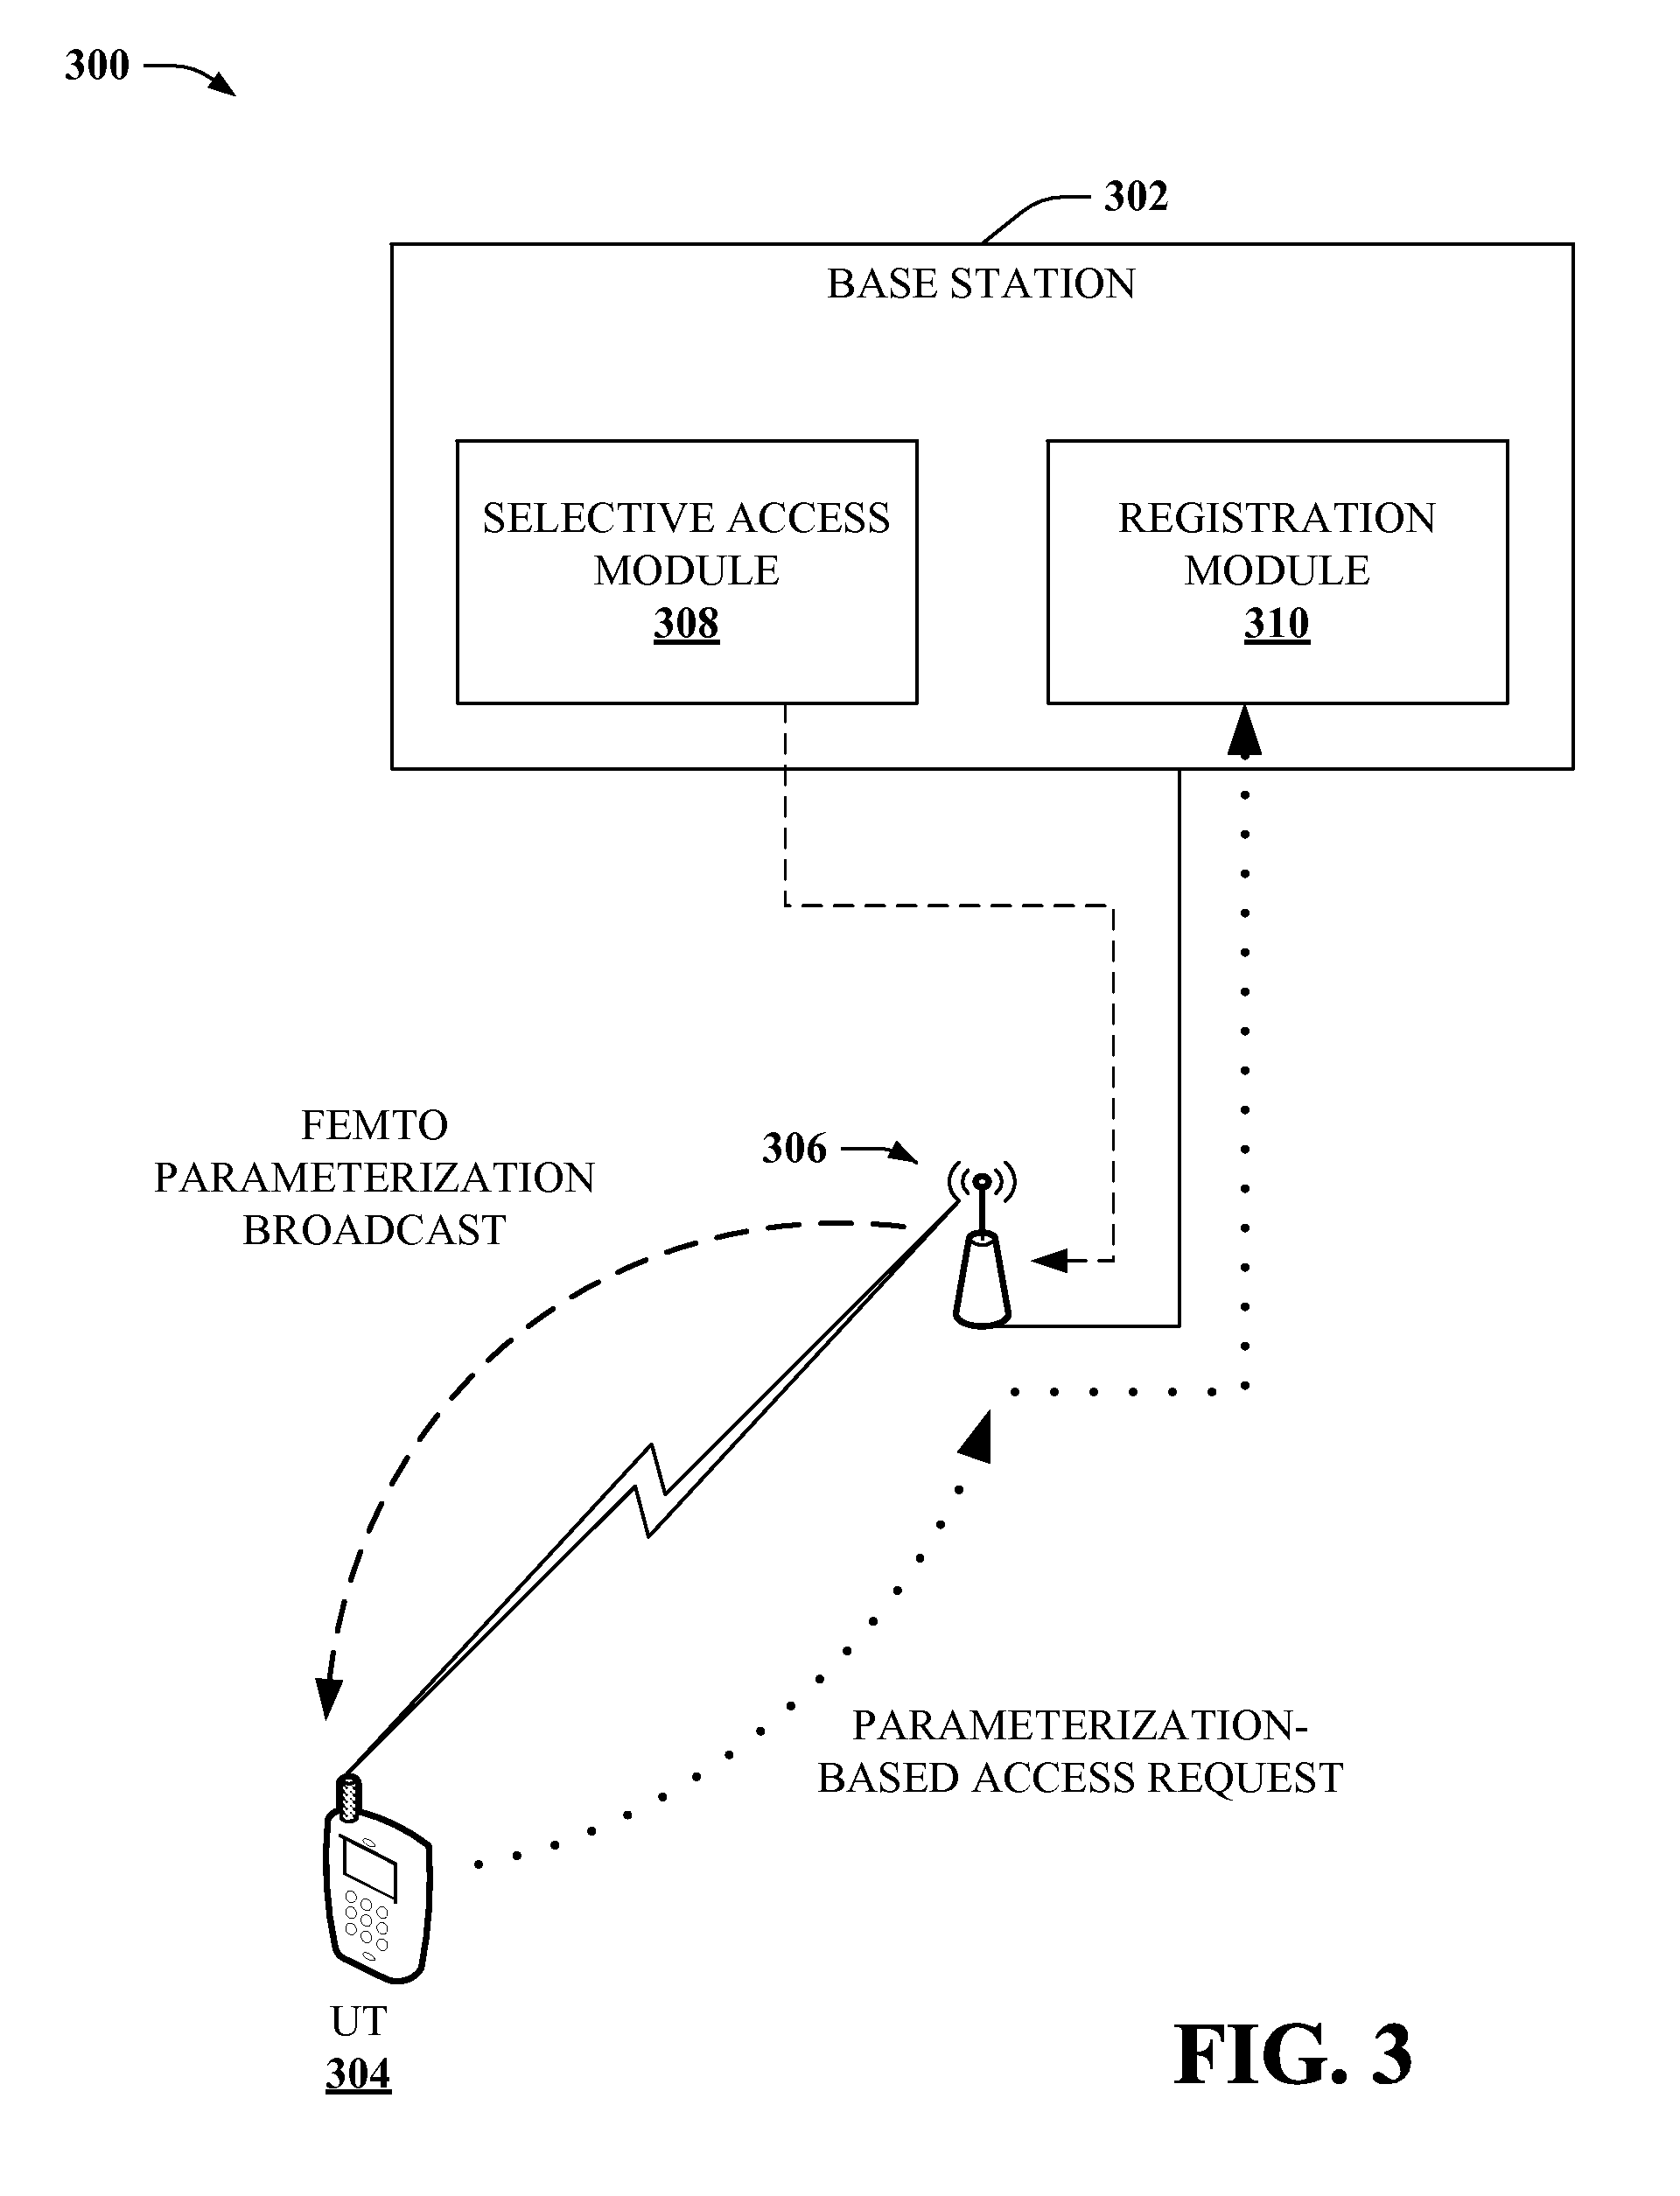 300
302
BASE STATION
SELECTIVE ACCESS
MODULE
308
REGISTRATION
MODULE
310
FEMTO
PARAMETERIZATION
BROADCAST
306
PARAMETERIZATION-
BASED ACCESS REQUEST
UT
304
FIG. 3